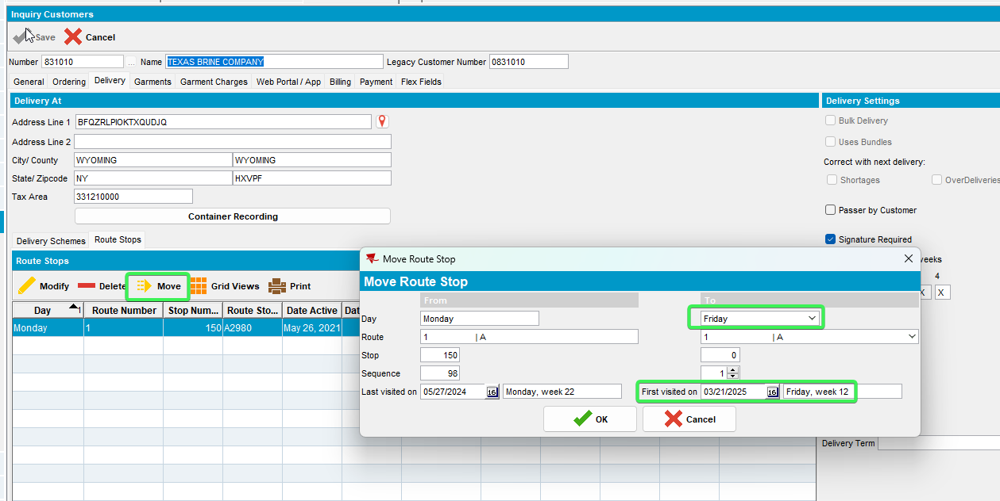 Inquiry Customers
Save Cancel
Number 831010 ... Name TEXAS BRINE COMPANY Legacy Customer Number 0831010
General Ordering Delivery Garments Garment Charges Web Portal / App Billing Payment Flex Fields
Delivery At
Address Line 1 BFQZRLPIOKTXQUDJQ
Address Line 2
City/ County WYOMING WYOMING
State/ Zipcode NY HXVPF
Tax Area 331210000
Container Recording
Delivery Schemes Route Stops
Route Stops
Modify Delete Move Grid Views Print
Day 1 Route Number Stop Num... Route Sto... Date Active Dat
Monday 1 150 A2980 May 26, 2021
Delivery Settings
Bulk Delivery
Uses Bundles
Correct with next delivery:
Shortages OverDeliveries
Passer by Customer
Signature Required
weeks
4
X X
Delivery Term
Move Route Stop
Move Route Stop
From To
Day Monday Friday
Route 1 | A 1 | A
Stop 150 0
Sequence 98 1
Last visited on 05/27/2024 16 Monday, week 22 First visited on 03/21/2025 16 Friday, week 12
OK Cancel